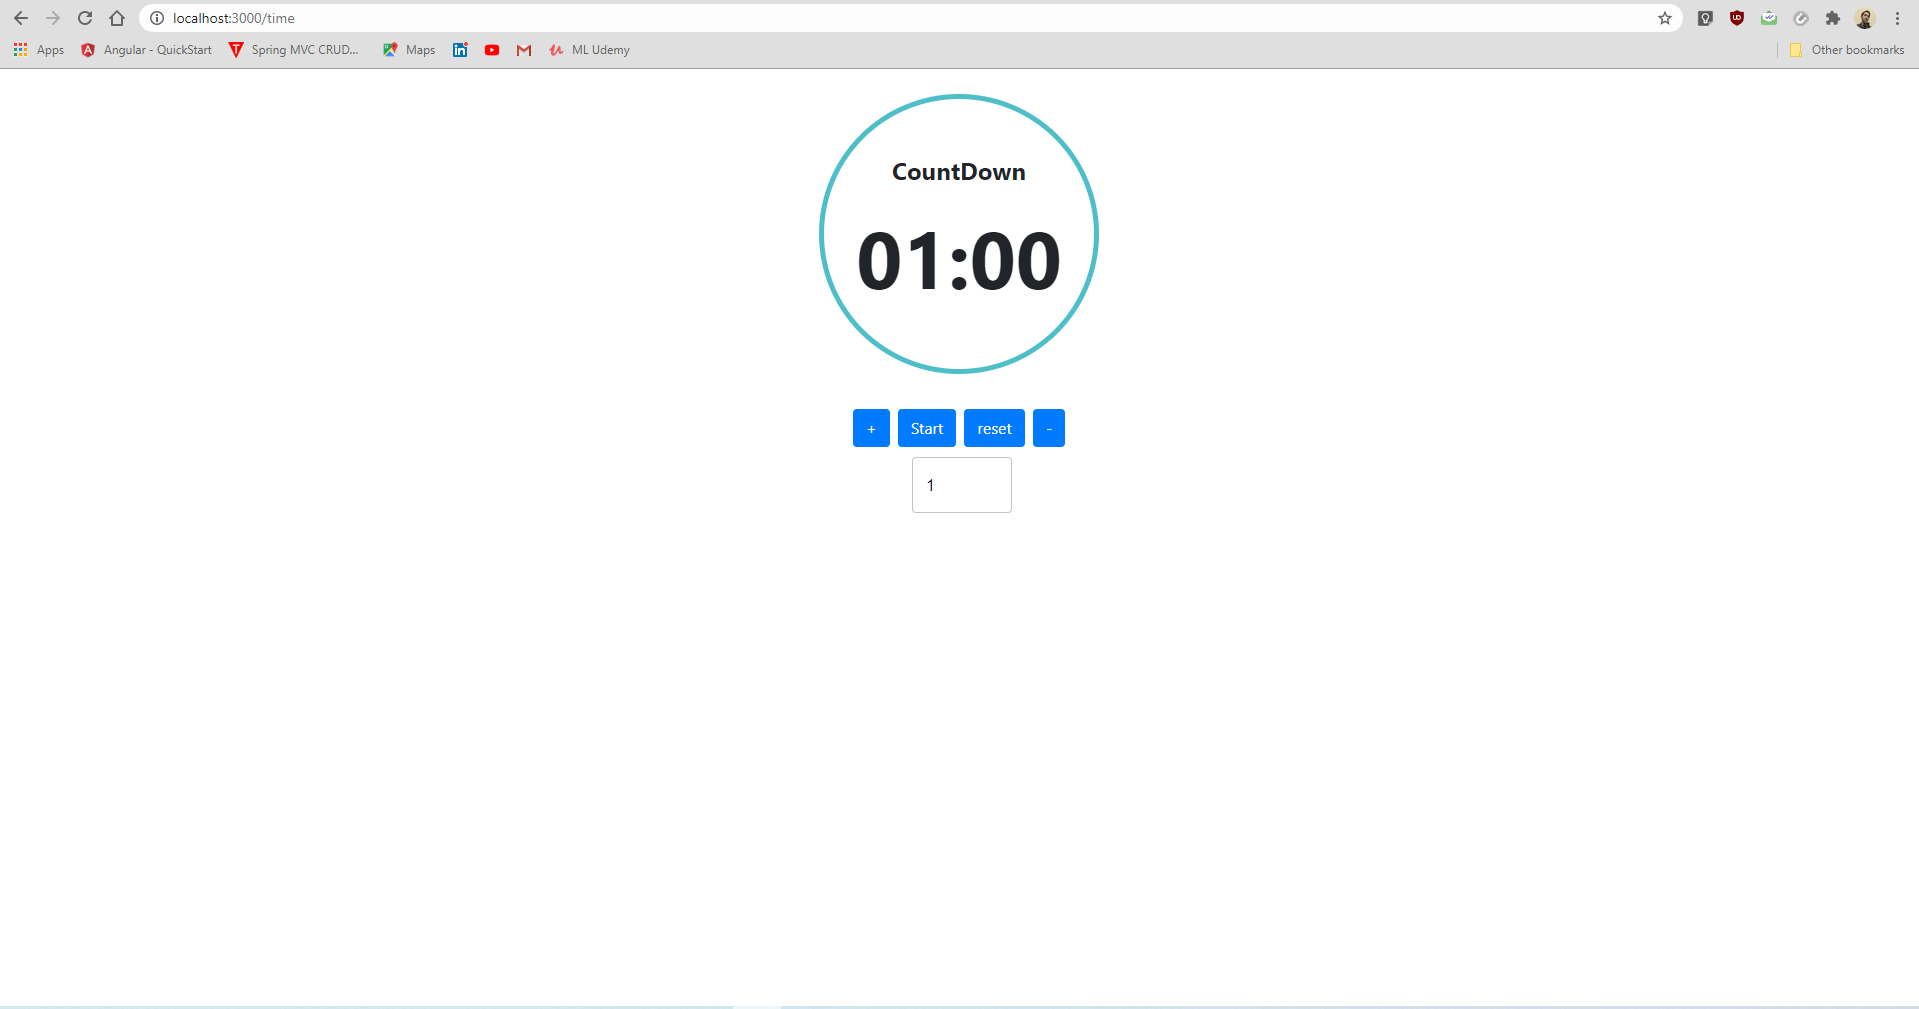 localhost:3000/time
Apps Angular - QuickStart Spring MVC CRUD... Maps ML Udemy Other bookmarks
CountDown
01:00
+ Start reset -
1